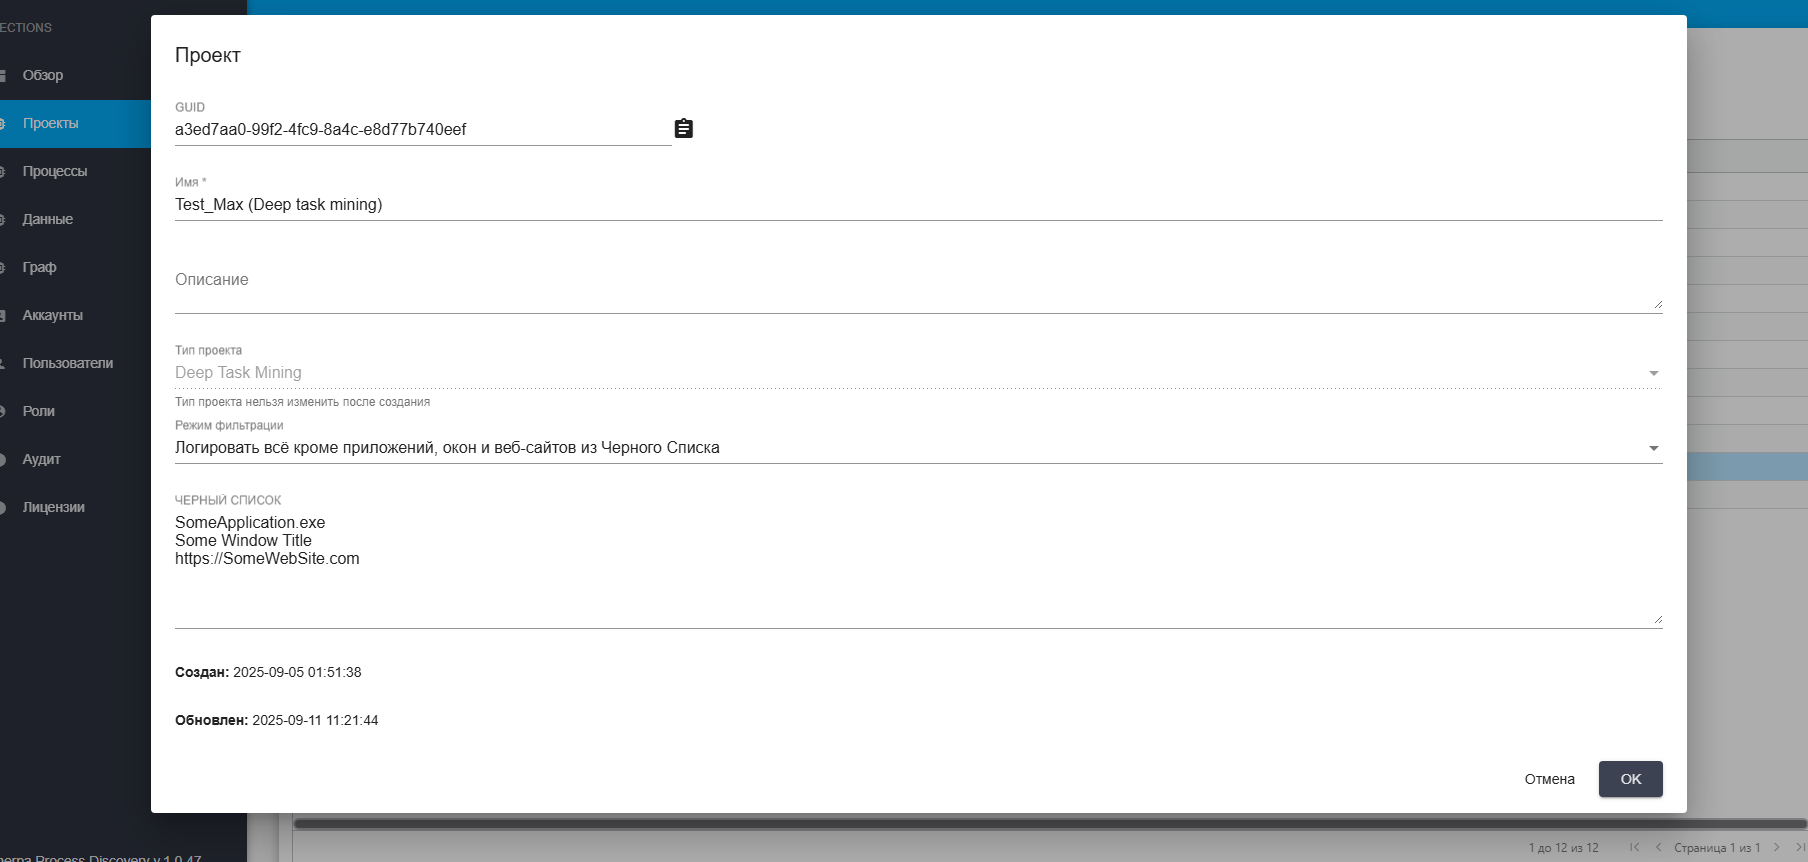 ECTIONS
Обзор
Проекты
Процессы
Данные
Граф
Аккаунты
Пользователи
Роли
Аудит
Лицензии
Проект
GUID
a3ed7aa0-99f2-4fc9-8a4c-e8d77b740eef
Имя *
Test_Max (Deep task mining)
Описание
Тип проекта
Deep Task Mining
Тип проекта нельзя изменить после создания
Режим фильтрации
Логировать всё кроме приложений, окон и веб-сайтов из Черного Списка
ЧЕРНЫЙ СПИСОК
SomeApplication.exe
Some Window Title
https://SomeWebSite.com
Создан: 2025-09-05 01:51:38
Обновлен: 2025-09-11 11:21:44
Отмена
OK
1 до 12 из 12
Страница 1 из 1
herpa Process Discovery v.1.0.47